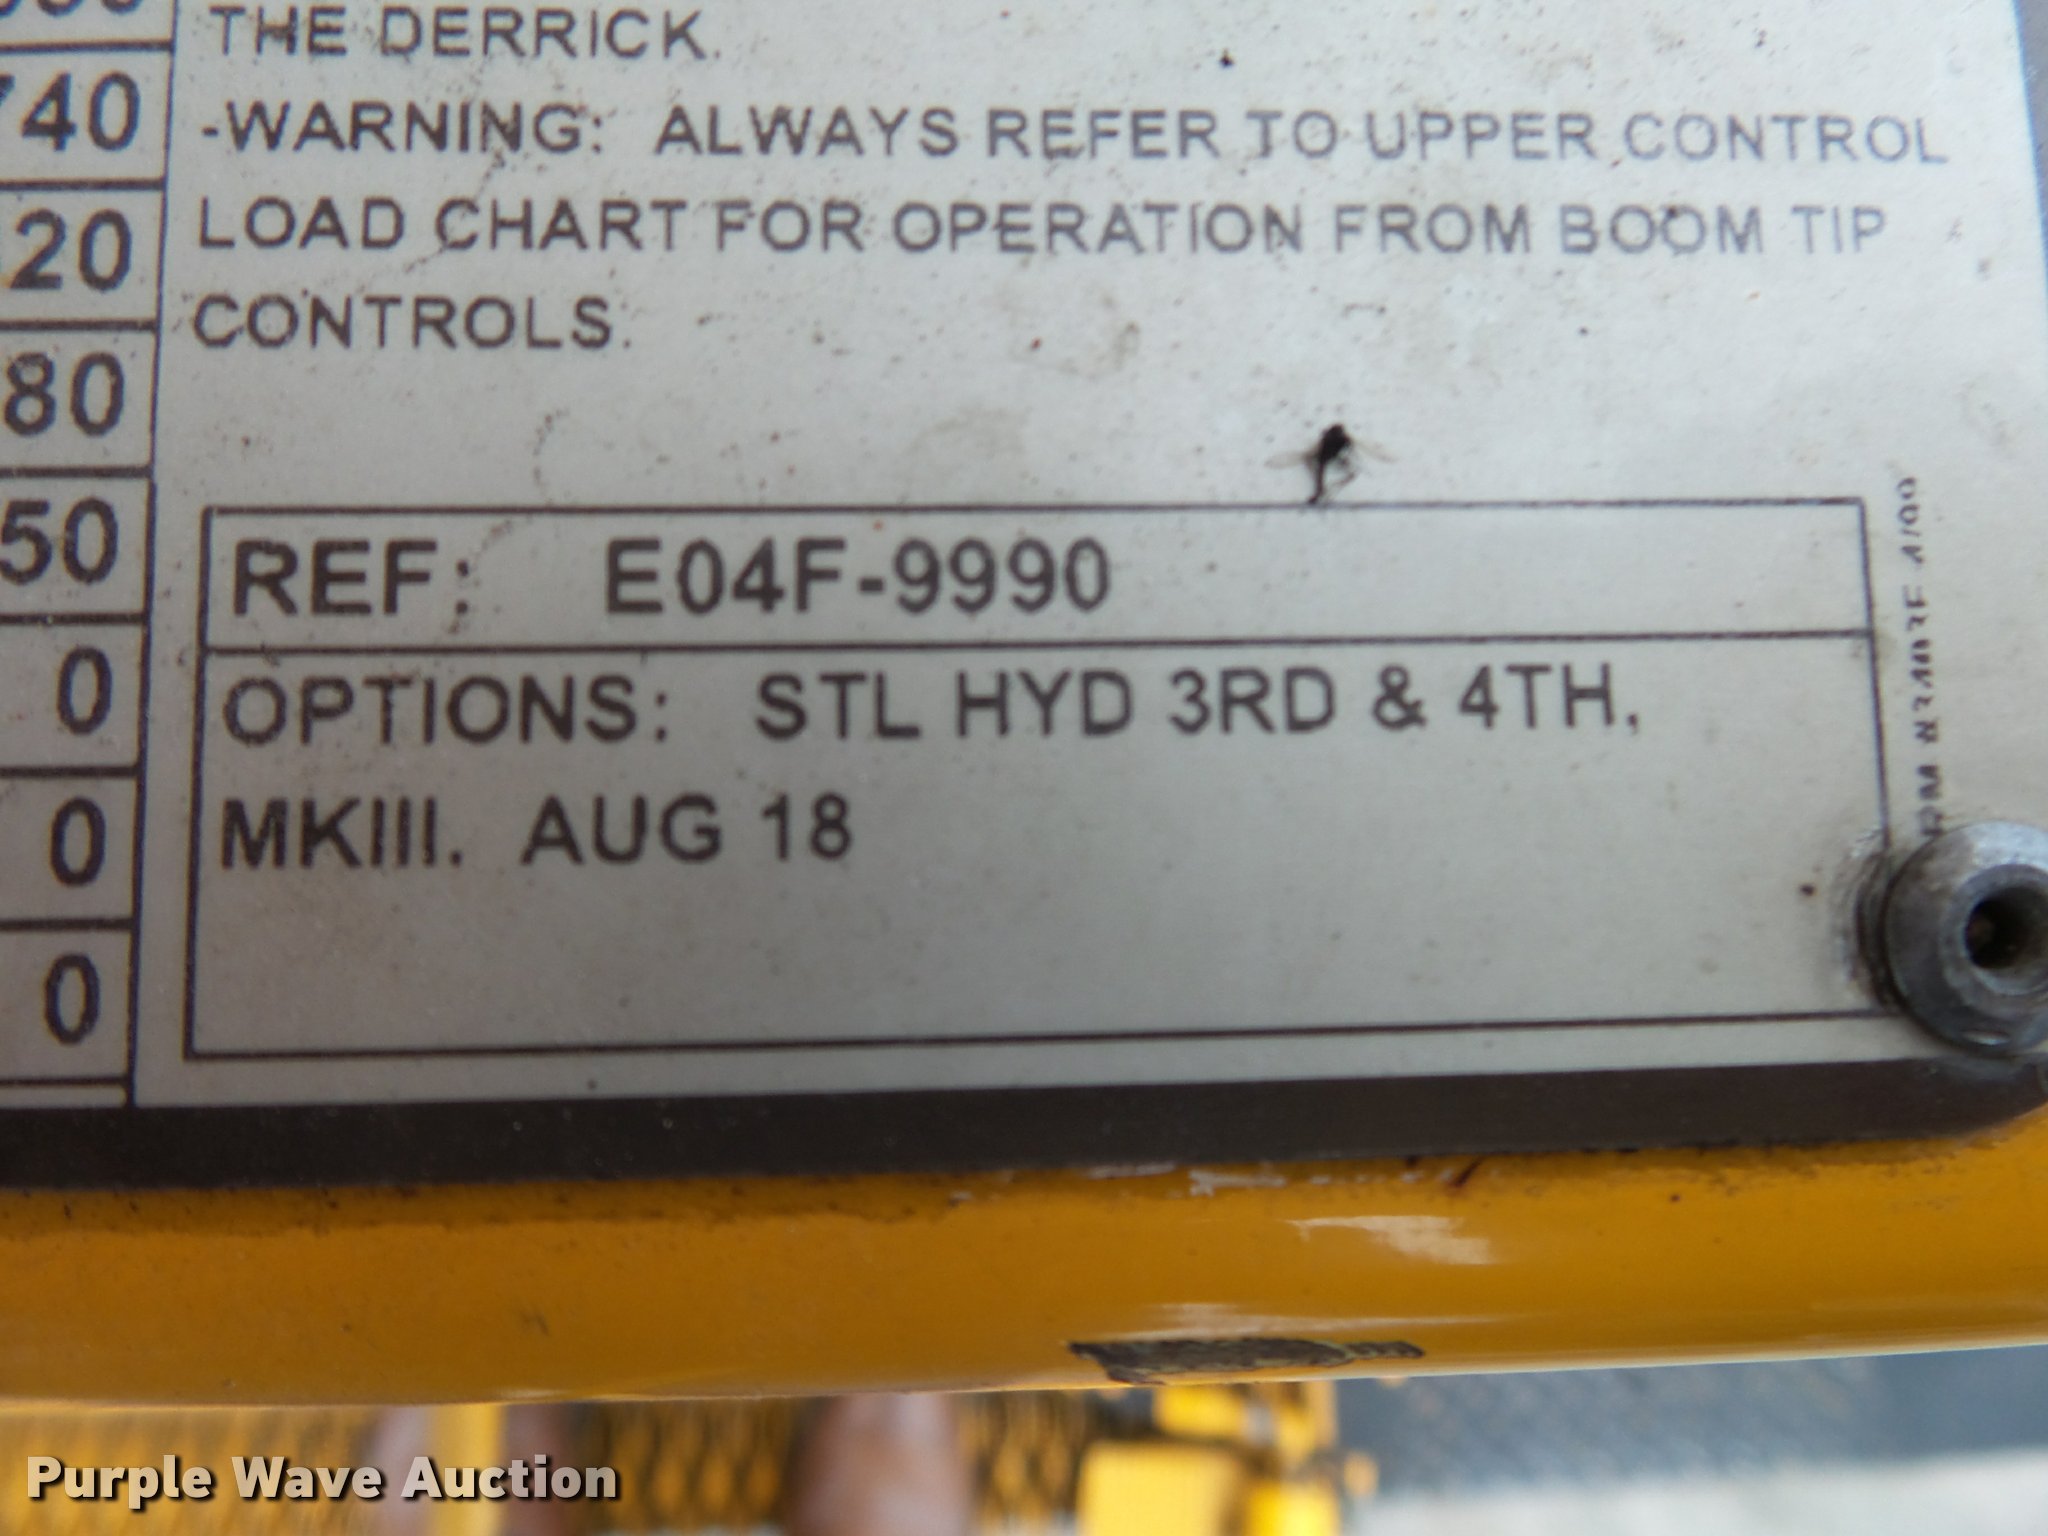 THE DERRICK.
-WARNING: ALWAYS REFER TO UPPER CONTROL
LOAD CHART FOR OPERATION FROM BOOM TIP
CONTROLS.
740
20
80
50
0
0
0
REF: E04F-9990
OPTIONS: STL HYD 3RD & 4TH,
MKIII. AUG 18
Purple Wave Auction